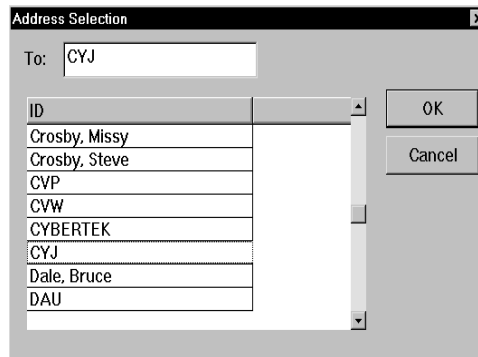 Address Selection
To: CYJ
ID
OK
Crosby, Missy
Crosby, Steve
Cancel
CVP
CVW
CYBERTEK
CYJ
Dale, Bruce
DAU